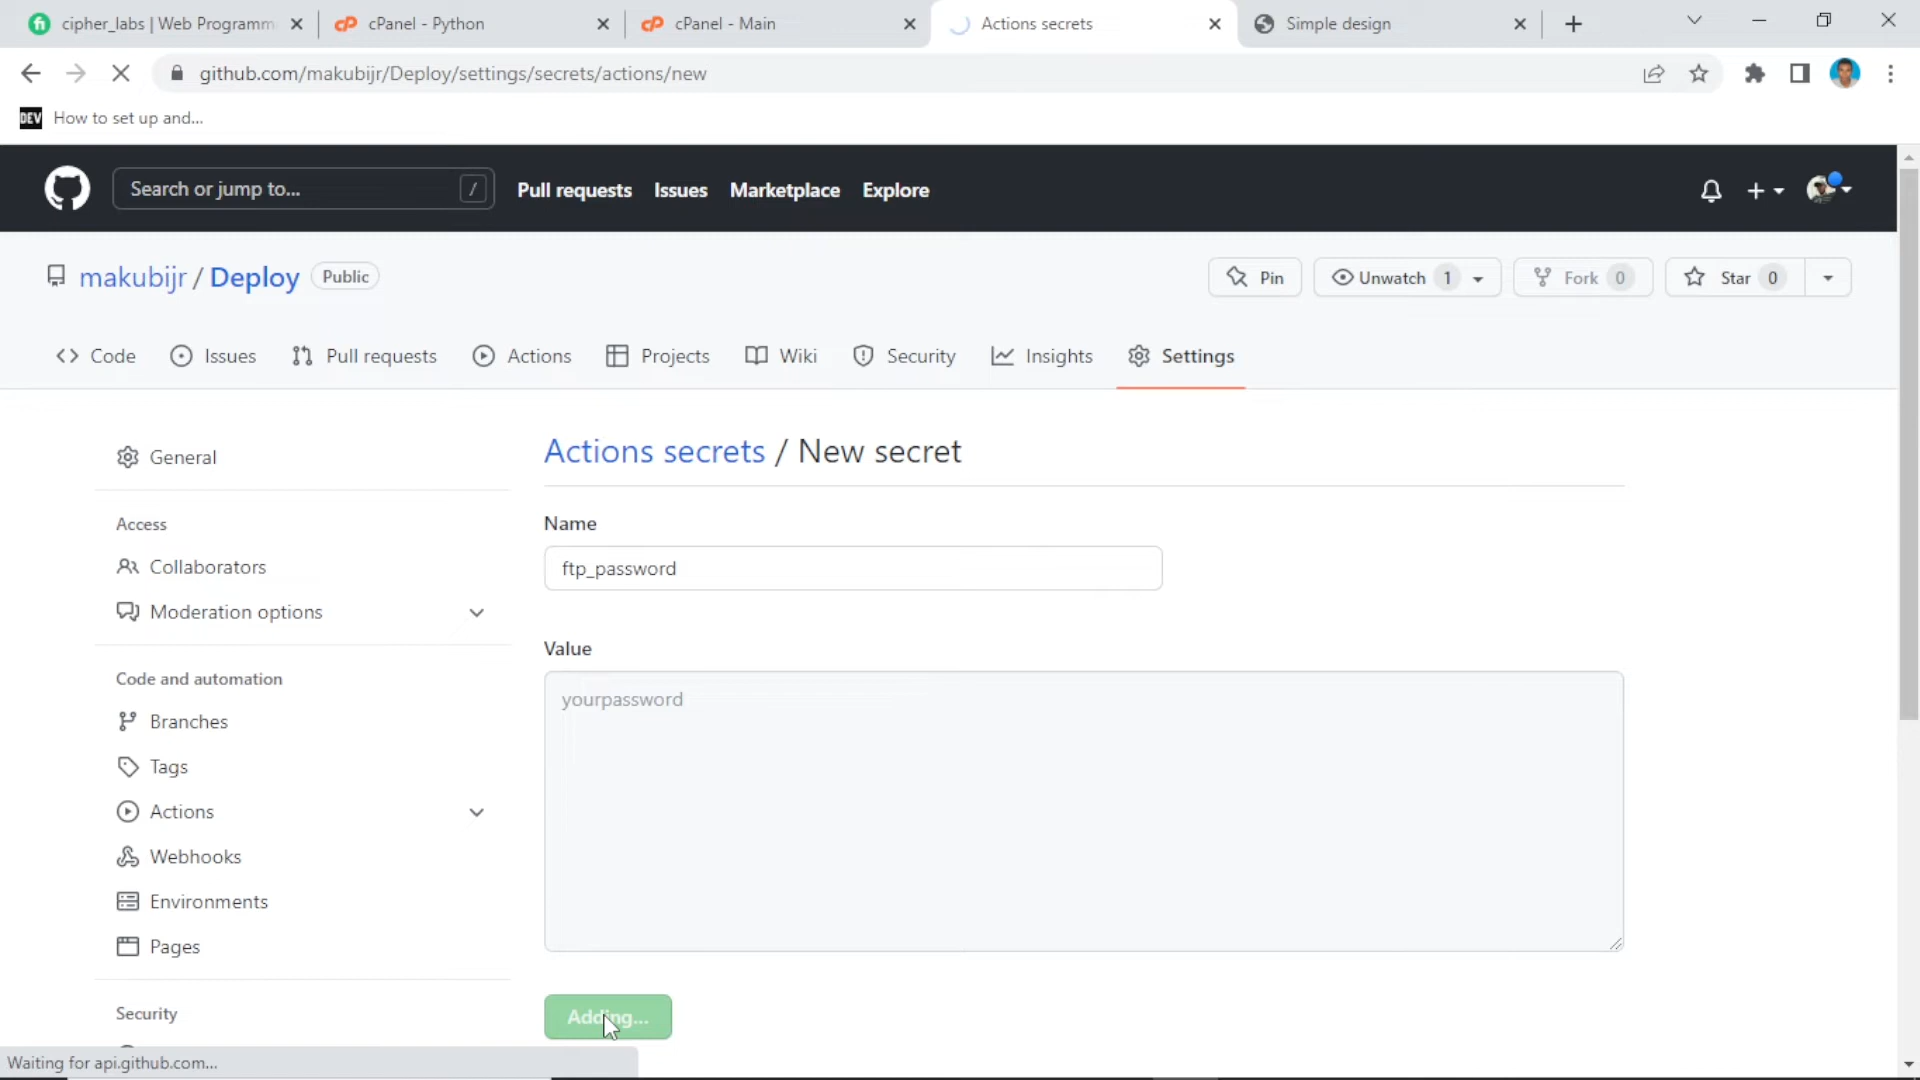 cipher_labs | Web Programm
cPanel - Python
cPanel - Main
Actions secrets
Simple design
github.com/makubijr/Deploy/settings/secrets/actions/new
DEV How to set up and...
Search or jump to... /
Pull requests Issues Marketplace Explore
makubijr / Deploy Public
Pin Unwatch 1 Fork 0 Star 0
Code Issues Pull requests Actions Projects Wiki Security Insights Settings
General
Access
Collaborators
Moderation options
Code and automation
Branches
Tags
Actions
Webhooks
Environments
Pages
Security
Actions secrets / New secret
Name
ftp_password
Value
yourpassword
Adding...
Waiting for api.github.com...